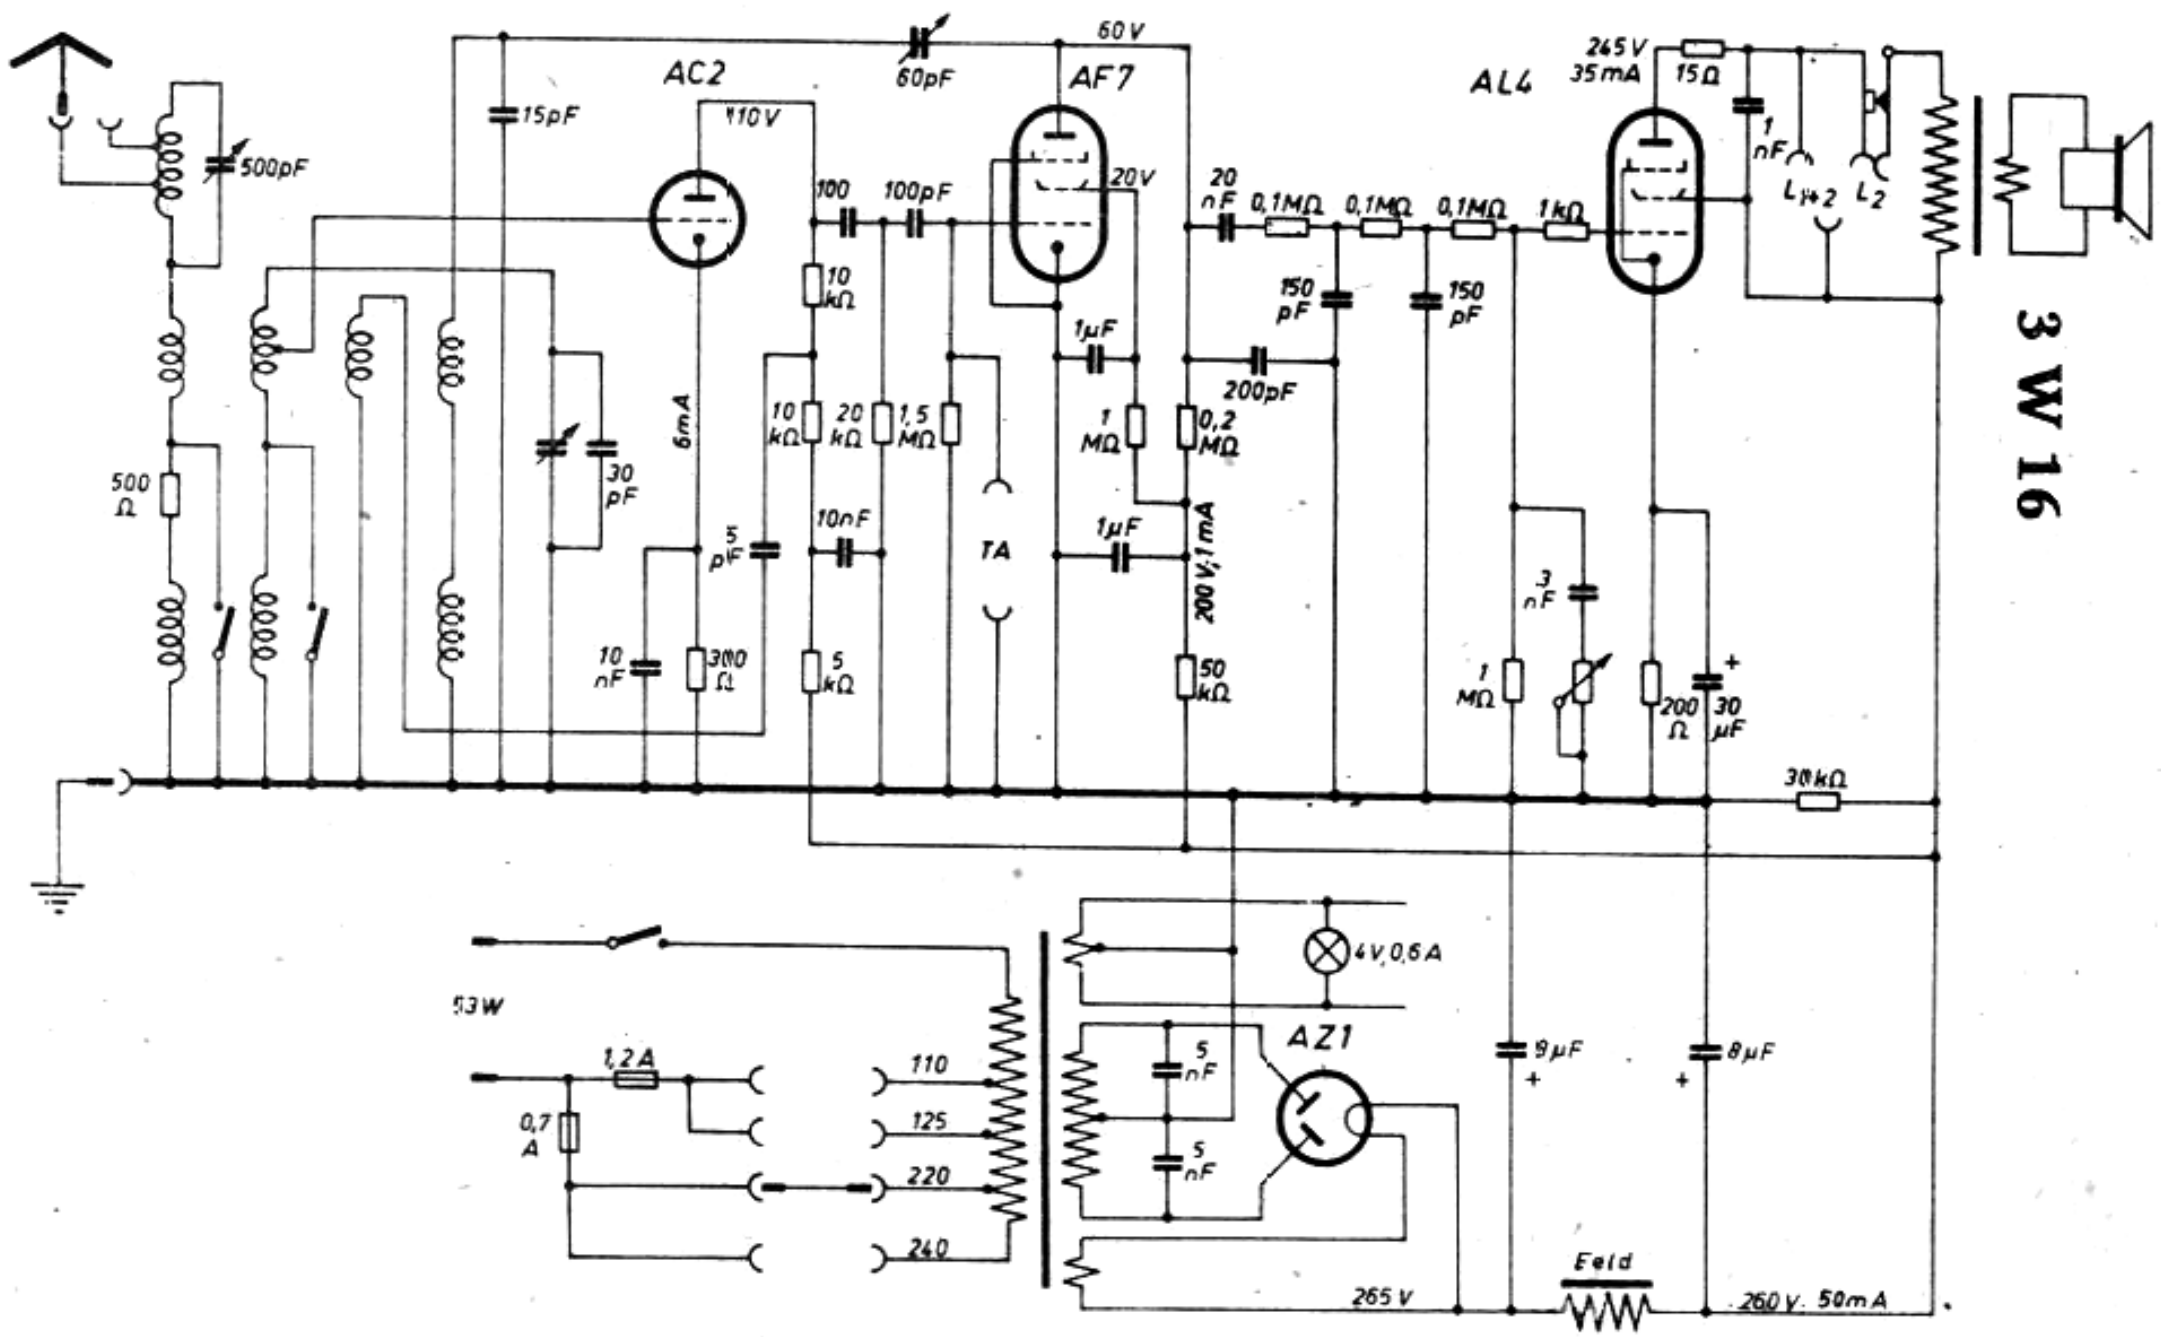 60 V
AC2
60pF
AF7
AL4
245 V
35mA
15Ω
15pF
110V
500pF
1
nF
L1+2
L2
100
100pF
20V
20
nF
0,1MΩ
0,1MΩ
0,1MΩ
1kΩ
10
kΩ
1µF
150
pF
150
pF
200pF
3 W 16
6mA
10
kΩ
20
kΩ
1,5
MΩ
1
MΩ
0,2
MΩ
500
Ω
30
pF
10nF
5
pF
TA
1µF
200V,1mA
3
nF
10
nF
300
Ω
5
kΩ
50
kΩ
1
MΩ
200
Ω
+
30
µF
30kΩ
4V,0,6A
53W
AZ1
1,2A
110
5
nF
8µF
+
8µF
+
0,7
A
125
220
5
nF
240
Feld
265 V
260V. 50mA